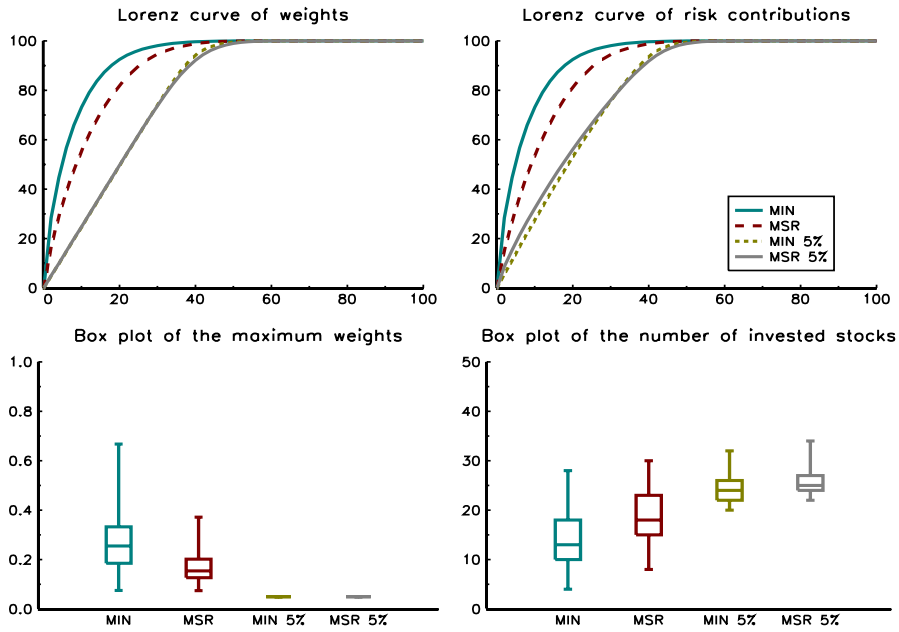 Lorenz curve of weights
100
80
60
40
20
0
0 20 40 60 80 100
Lorenz curve of risk contributions
100
80
60
40
20
0
0 20 40 60 80 100
MIN
MSR
MIN 5%
MSR 5%
Box plot of the maximum weights
1.0
0.8
0.6
0.4
0.2
0.0
MIN MSR MIN 5% MSR 5%
Box plot of the number of invested stocks
50
40
30
20
10
0
MIN MSR MIN 5% MSR 5%